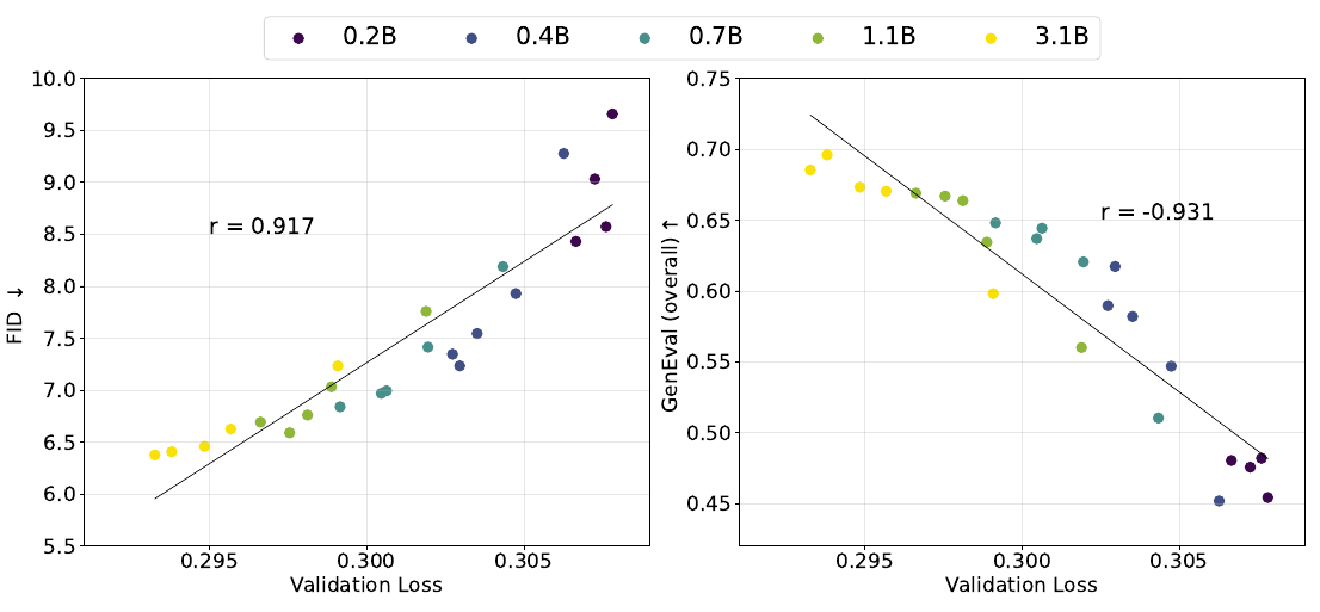 0.2B 0.4B 0.7B 1.1B 3.1B
10.0
9.5
9.0
8.5
8.0
7.5
7.0
6.5
6.0
5.5
FID ↓
r = 0.917
0.295 0.300 0.305
Validation Loss
0.75
0.70
0.65
0.60
0.55
0.50
0.45
GenEval (overall) ↑
r = -0.931
0.295 0.300 0.305
Validation Loss